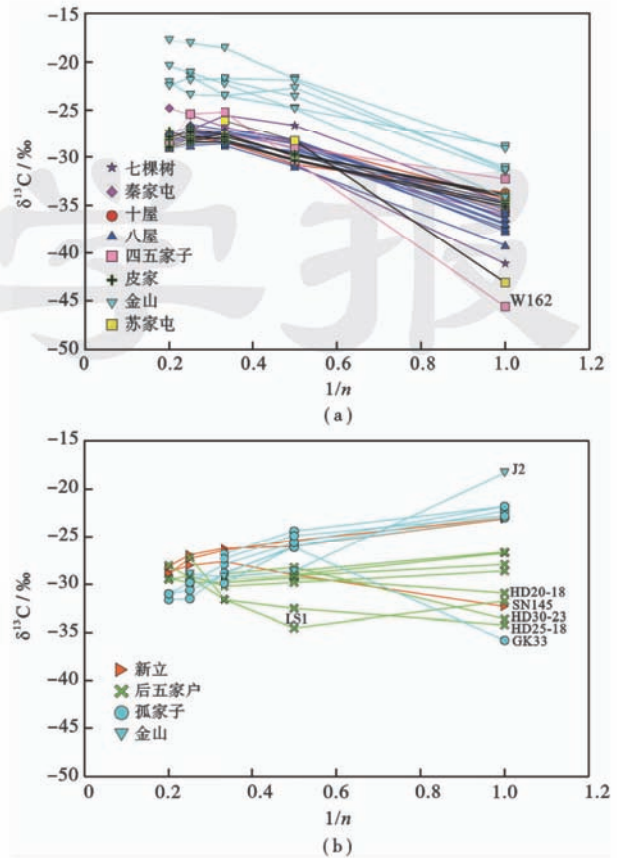 −15
−20
−25
−30
−35
−40
−45
−50
δ¹³C / ‰
0
0.2
0.4
0.6
0.8
1.0
1.2
1/n
七棵树
秦家屯
十屋
八屋
四五家子
皮家
金山
苏家屯
W162
学报
(a)
−15
−20
−25
−30
−35
−40
−45
−50
δ¹³C / ‰
0
0.2
0.4
0.6
0.8
1.0
1.2
1/n
J2
LS1
HD20-18
SN145
HD30-23
HD25-18
GK33
新立
后五家户
孤家子
金山
(b)